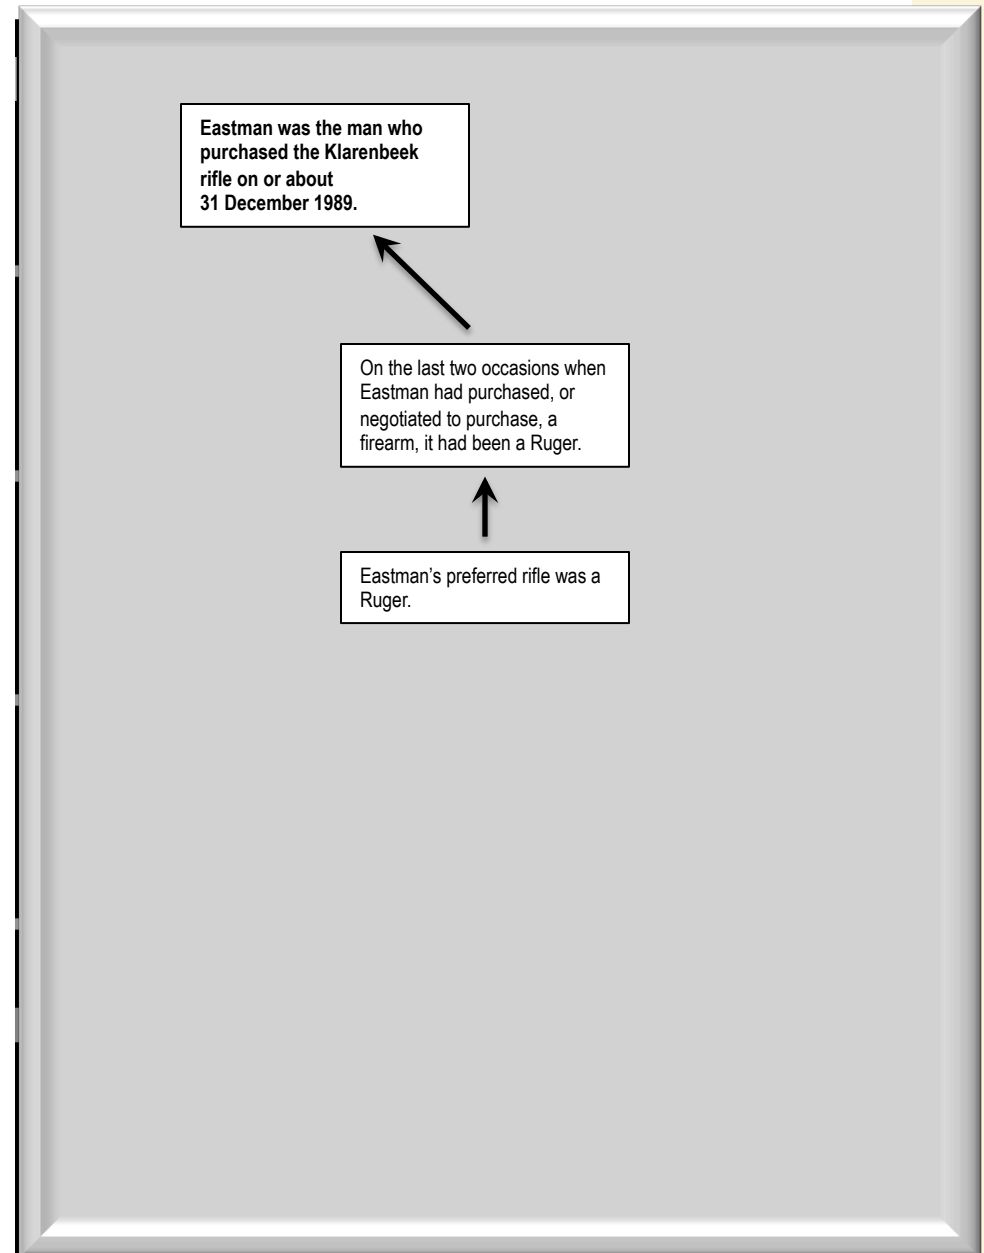 Eastman was the man who
purchased the Klarenbeek
rifle on or about
31 December 1989.
On the last two occasions when
Eastman had purchased, or
negotiated to purchase, a
firearm, it had been a Ruger.
Eastman’s preferred rifle was a
Ruger.